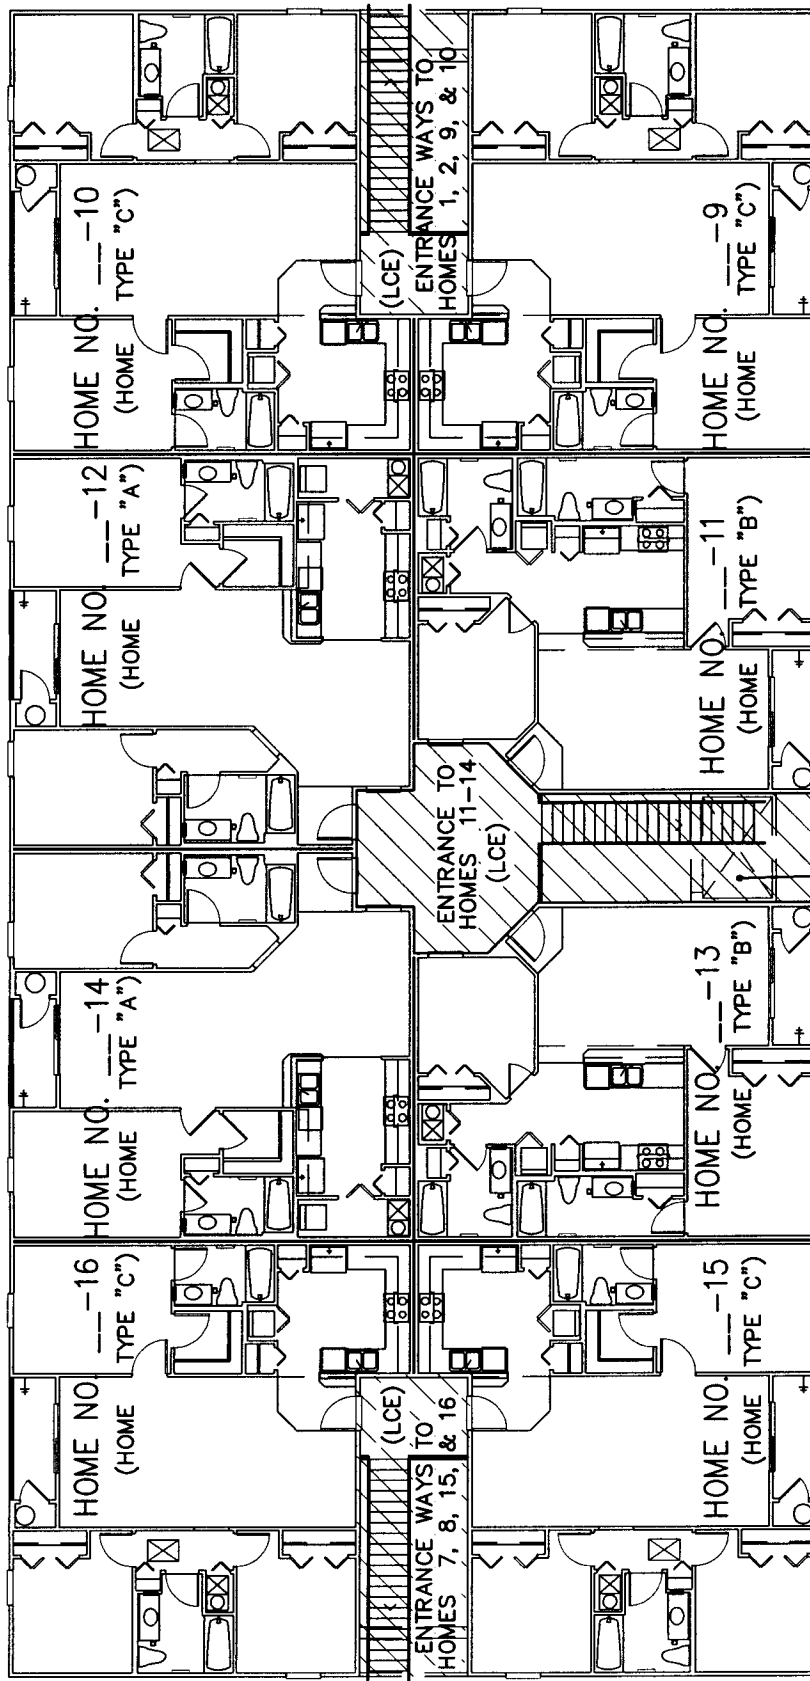 HOME NO. __-10
(HOME TYPE "C")
ENTRANCE WAYS TO
HOMES 1, 2, 9, & 10
(LCE)
HOME NO. __-9
(HOME TYPE "C")
HOME NO. __-12
(HOME TYPE "A")
HOME NO. __-11
(HOME TYPE "B")
ENTRANCE TO
HOMES 11-14
(LCE)
HOME NO. __-14
(HOME TYPE "A")
HOME NO. __-13
(HOME TYPE "B")
HOME NO. __-16
(HOME TYPE "C")
(LCE)
ENTRANCE WAYS TO
HOMES 7, 8, 15, & 16
HOME NO. __-15
(HOME TYPE "C")